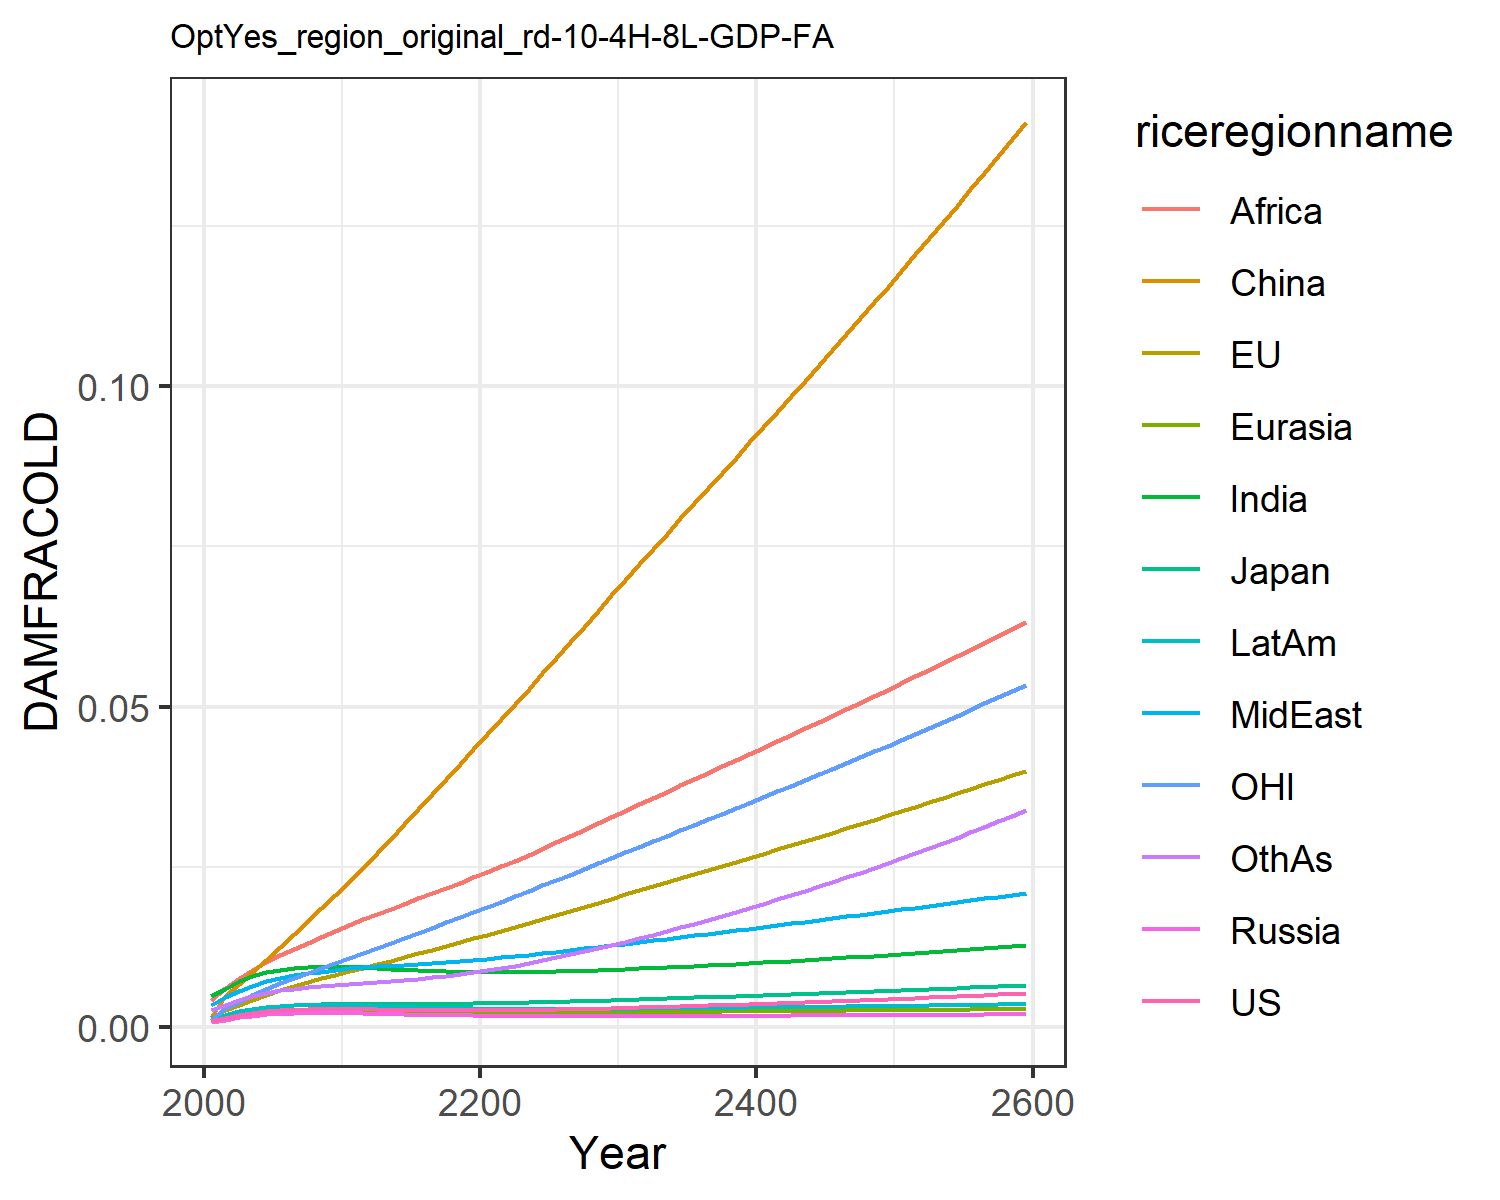 OptYes_region_original_rd-10-4H-8L-GDP-FA
DAMFRACOLD
0.10
0.05
0.00
2000
2200
2400
2600
Year
riceregionname
Africa
China
EU
Eurasia
India
Japan
LatAm
MidEast
OHI
OthAs
Russia
US